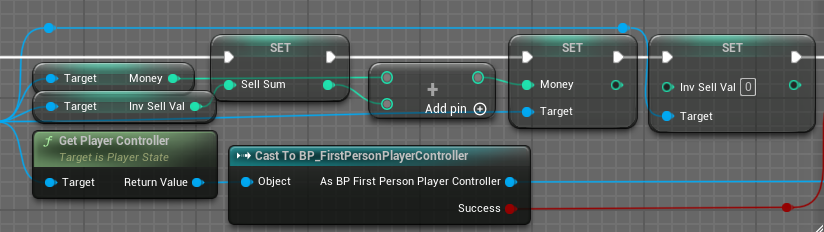 SET
Target Money
Sell Sum
Target Inv Sell Val
+
Add pin
SET
Money
Target
SET
Inv Sell Val 0
Target
f Get Player Controller
Target is Player State
Target Return Value
Cast To BP_FirstPersonPlayerController
Object As BP First Person Player Controller
Success